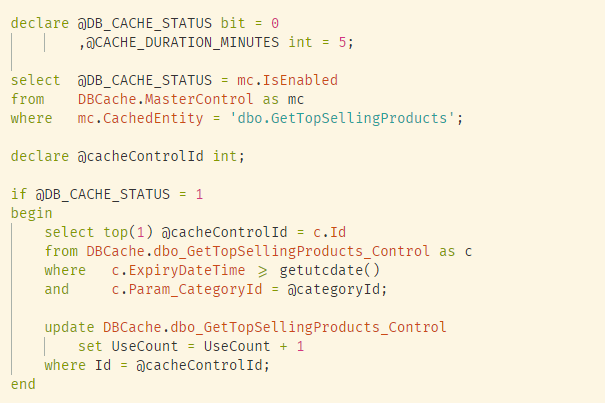 declare @DB_CACHE_STATUS bit = 0
        ,@CACHE_DURATION_MINUTES int = 5;
select  @DB_CACHE_STATUS = mc.IsEnabled
from    DBCache.MasterControl as mc
where   mc.CachedEntity = 'dbo.GetTopSellingProducts';
declare @cacheControlId int;
if @DB_CACHE_STATUS = 1
begin
    select top(1) @cacheControlId = c.Id
    from DBCache.dbo_GetTopSellingProducts_Control as c
    where   c.ExpiryDateTime >= getutcdate()
    and     c.Param_CategoryId = @categoryId;
    update DBCache.dbo_GetTopSellingProducts_Control
        set UseCount = UseCount + 1
    where Id = @cacheControlId;
end